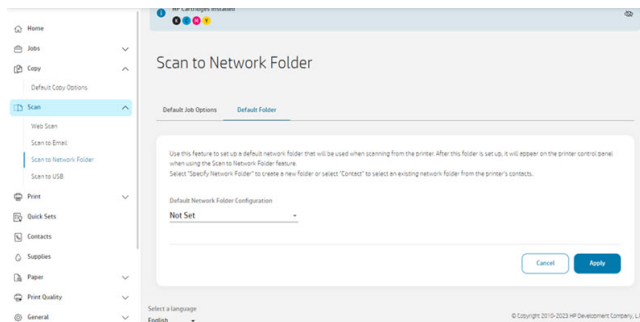 HP Cartridges Installed
K C M Y
Home
Jobs
Copy
Default Copy Options
Scan
Web Scan
Scan to Email
Scan to Network Folder
Scan to USB
Print
Quick Sets
Contacts
Supplies
Paper
Print Quality
General
Scan to Network Folder
Default Job Options Default Folder
Use this feature to set up a default network folder that will be used when scanning from the printer. After this folder is set up, it will appear on the printer control panel
when using the Scan to Network Folder feature.
Select "Specify Network Folder" to create a new folder or select "Contact" to select an existing network folder from the printer's contacts.
Default Network Folder Configuration
Not Set
Cancel Apply
Select a language
English
© Copyright 2010-2023 HP Development Company, L.